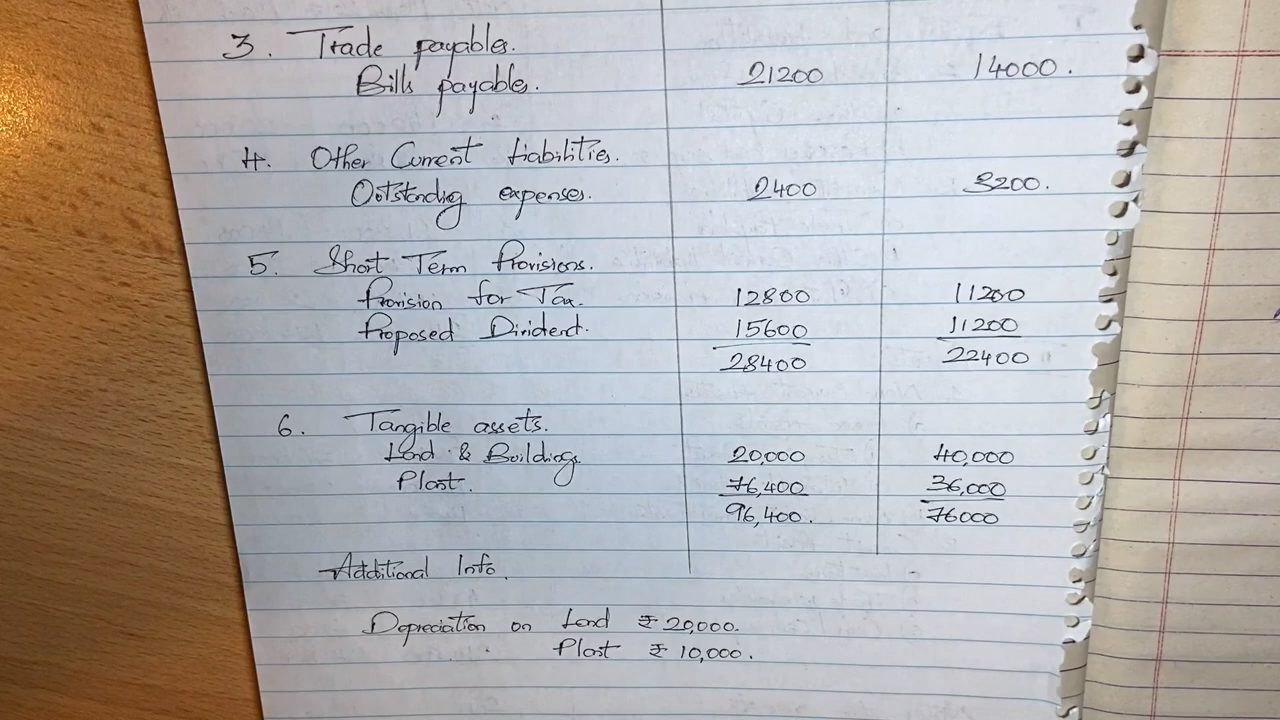 3. Trade payables.
Bills payable. 21200 14000.
4. Other Current Liabilities.
Outstanding expenses. 2400 3200.
5. Short Term Provisions.
Provision for Tax. 12800 11200
Proposed Dividend. 15600 11200
28400 22400
6. Tangible assets.
Land & Building 20,000 40,000
Plant. 76,400 36,000
96,400. 76000
Additional Info.
Depreciation on Land ₹ 20,000.
Plant ₹ 10,000.